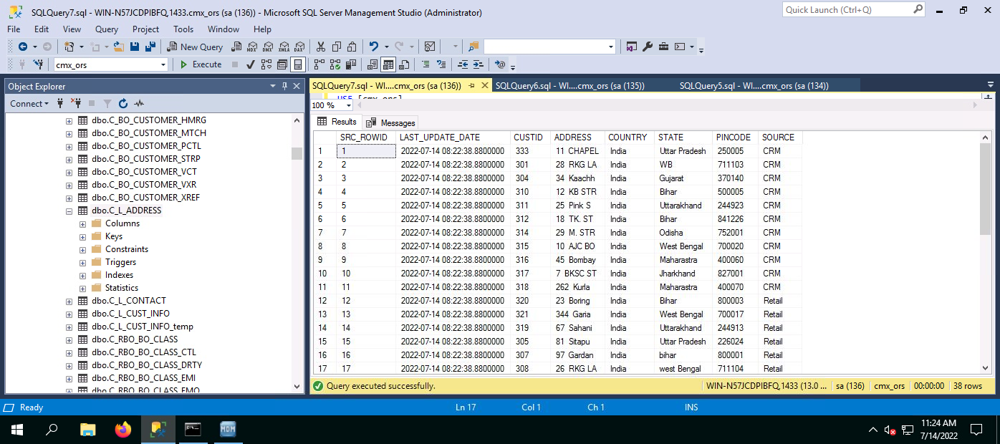 SQLQuery7.sql - WIN-N57JCDPIBFQ,1433.cmx_ors (sa (136)) - Microsoft SQL Server Management Studio (Administrator)
Quick Launch (Ctrl+Q)
File Edit View Query Project Tools Window Help
New Query MDX DMX XMLA DAX
cmx_ors Execute
Object Explorer
SQLQuery7.sql - WI....cmx_ors (sa (136)) SQLQuery6.sql - WI....cmx_ors (sa (135)) SQLQuery5.sql - WI....cmx_ors (sa (134))
USE [cmx_ors]
Connect
100 %
Results Messages
dbo.C_BO_CUSTOMER_HMRG
dbo.C_BO_CUSTOMER_MTCH
dbo.C_BO_CUSTOMER_PCTL
dbo.C_BO_CUSTOMER_STRP
dbo.C_BO_CUSTOMER_VCT
dbo.C_BO_CUSTOMER_VXR
dbo.C_BO_CUSTOMER_XREF
dbo.C_L_ADDRESS
Columns
Keys
Constraints
Triggers
Indexes
Statistics
dbo.C_L_CONTACT
dbo.C_L_CUST_INFO
dbo.C_L_CUST_INFO_temp
dbo.C_RBO_BO_CLASS
dbo.C_RBO_BO_CLASS_CTL
dbo.C_RBO_BO_CLASS_DRTY
dbo.C_RBO_BO_CLASS_EMI
dbo.C_RBO_BO_CLASS_EMO
SRC_ROWID LAST_UPDATE_DATE CUSTID ADDRESS COUNTRY STATE PINCODE SOURCE
1 1 2022-07-14 08:22:38.8800000 333 11 CHAPEL India Uttar Pradesh 250005 CRM
2 2 2022-07-14 08:22:38.8800000 301 28 RKG LA India WB 711103 CRM
3 3 2022-07-14 08:22:38.8800000 304 34 Kaachh India Gujarat 370140 CRM
4 4 2022-07-14 08:22:38.8800000 310 12 KB STR India Bihar 500005 CRM
5 5 2022-07-14 08:22:38.8800000 311 25 Pink S India Uttarakhand 244923 CRM
6 6 2022-07-14 08:22:38.8800000 312 18 TK. ST India Bihar 841226 CRM
7 7 2022-07-14 08:22:38.8800000 314 29 M. STR India Odisha 752001 CRM
8 8 2022-07-14 08:22:38.8800000 315 10 AJC BO India West Bengal 700020 CRM
9 9 2022-07-14 08:22:38.8800000 316 45 Bombay India Maharastra 400060 CRM
10 10 2022-07-14 08:22:38.8800000 317 7 BKSC ST India Jharkhand 827001 CRM
11 11 2022-07-14 08:22:38.8800000 318 262 Kurla India Maharastra 400070 CRM
12 12 2022-07-14 08:22:38.8800000 320 23 Boring India Bihar 800003 Retail
13 13 2022-07-14 08:22:38.8800000 321 344 Garia India West Bengal 700017 Retail
14 14 2022-07-14 08:22:38.8800000 319 67 Sahani India Uttarakhand 244913 Retail
15 15 2022-07-14 08:22:38.8800000 305 81 Sitapu India Uttar Pradesh 226024 Retail
16 16 2022-07-14 08:22:38.8800000 307 97 Gardan India bihar 800001 Retail
17 17 2022-07-14 08:22:38.8800000 308 26 RKG LA India west Bengal 711104 Retail
Query executed successfully. WIN-N57JCDPIBFQ,1433 (13.0 ... sa (136) cmx_ors 00:00:00 38 rows
Ready Ln 17 Col 1 Ch 1 INS
MDM
11:24 AM
7/14/2022